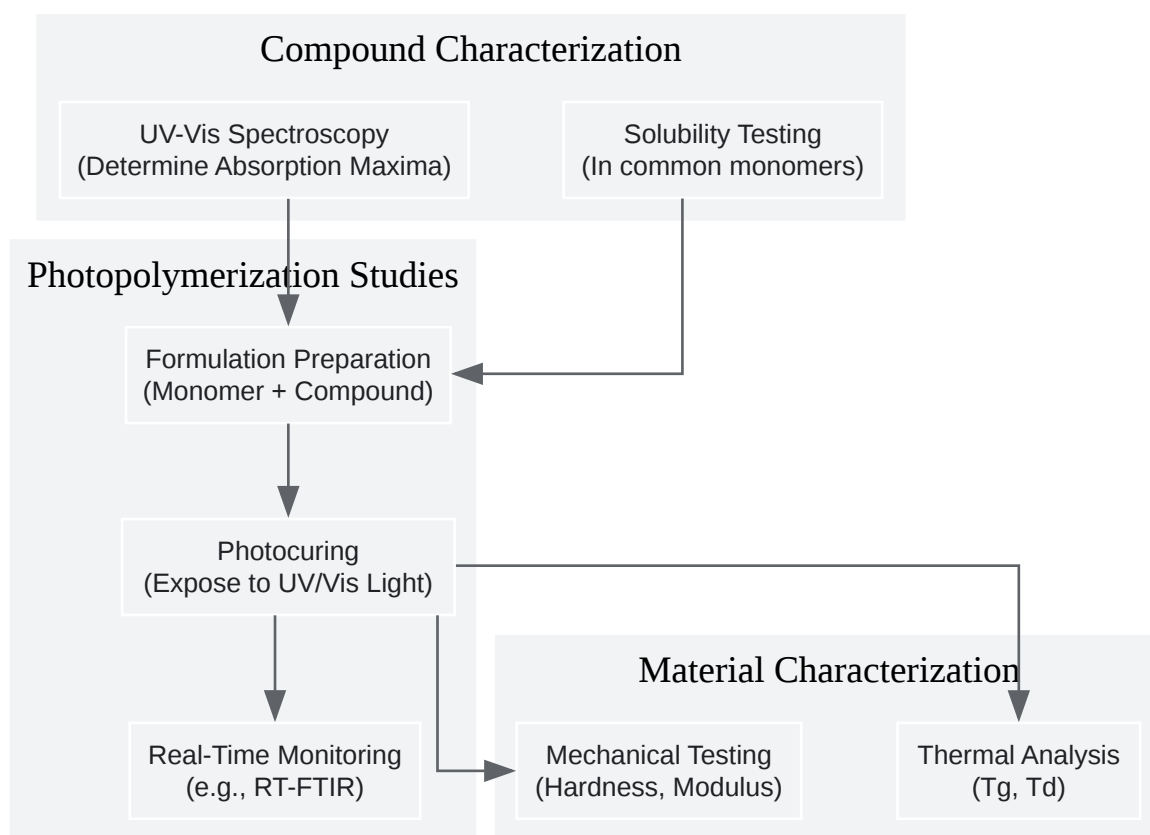 Compound Characterization
UV-Vis Spectroscopy
(Determine Absorption Maxima)
Solubility Testing
(In common monomers)
Photopolymerization Studies
Formulation Preparation
(Monomer + Compound)
Photocuring
(Expose to UV/Vis Light)
Real-Time Monitoring
(e.g., RT-FTIR)
Material Characterization
Mechanical Testing
(Hardness, Modulus)
Thermal Analysis
(Tg, Td)